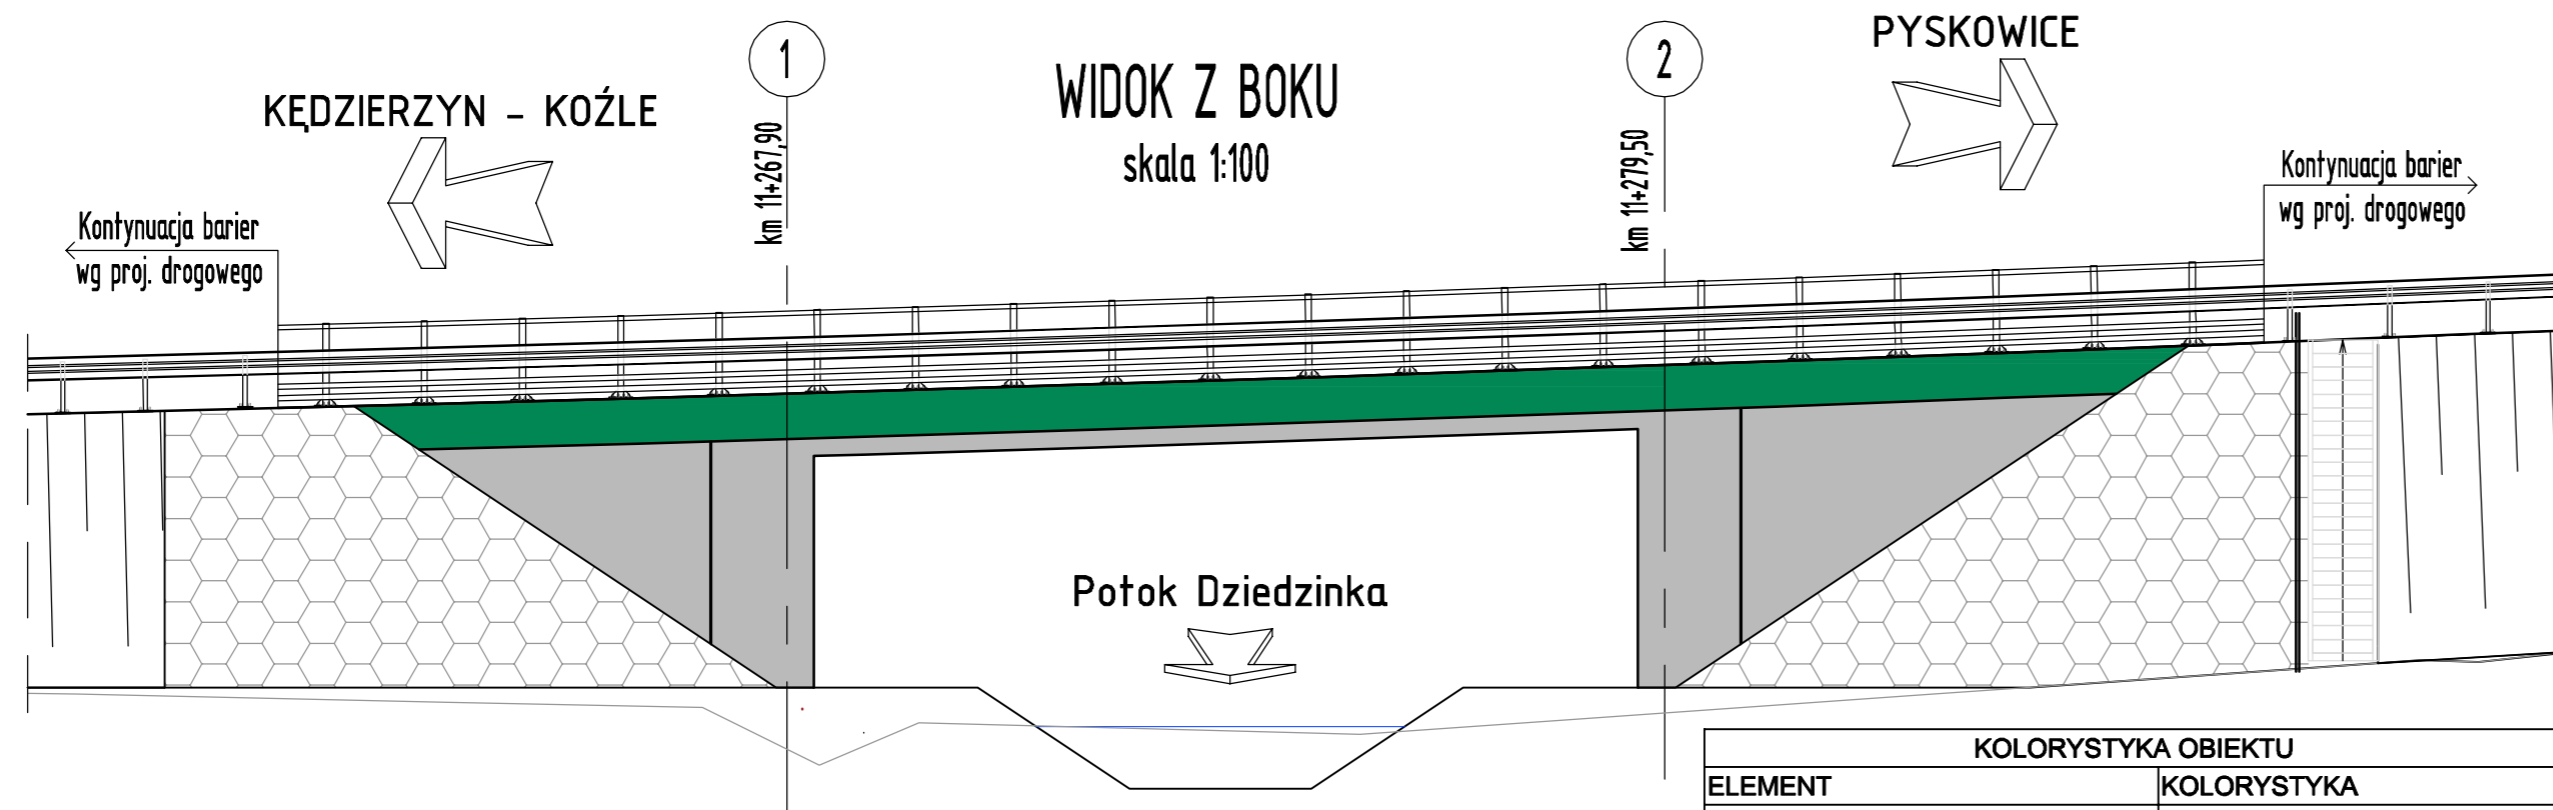 PYSKOWICE
1
2
WIDOK Z BOKU
skala 1:100
KĘDZIERZYN - KOŹLE
km 11+267,90
km 11+279,50
Kontynuacja barier
wg proj. drogowego
Kontynuacja barier
wg proj. drogowego
Potok Dziedzinka
KOLORYSTYKA OBIEKTU
ELEMENT
KOLORYSTYKA